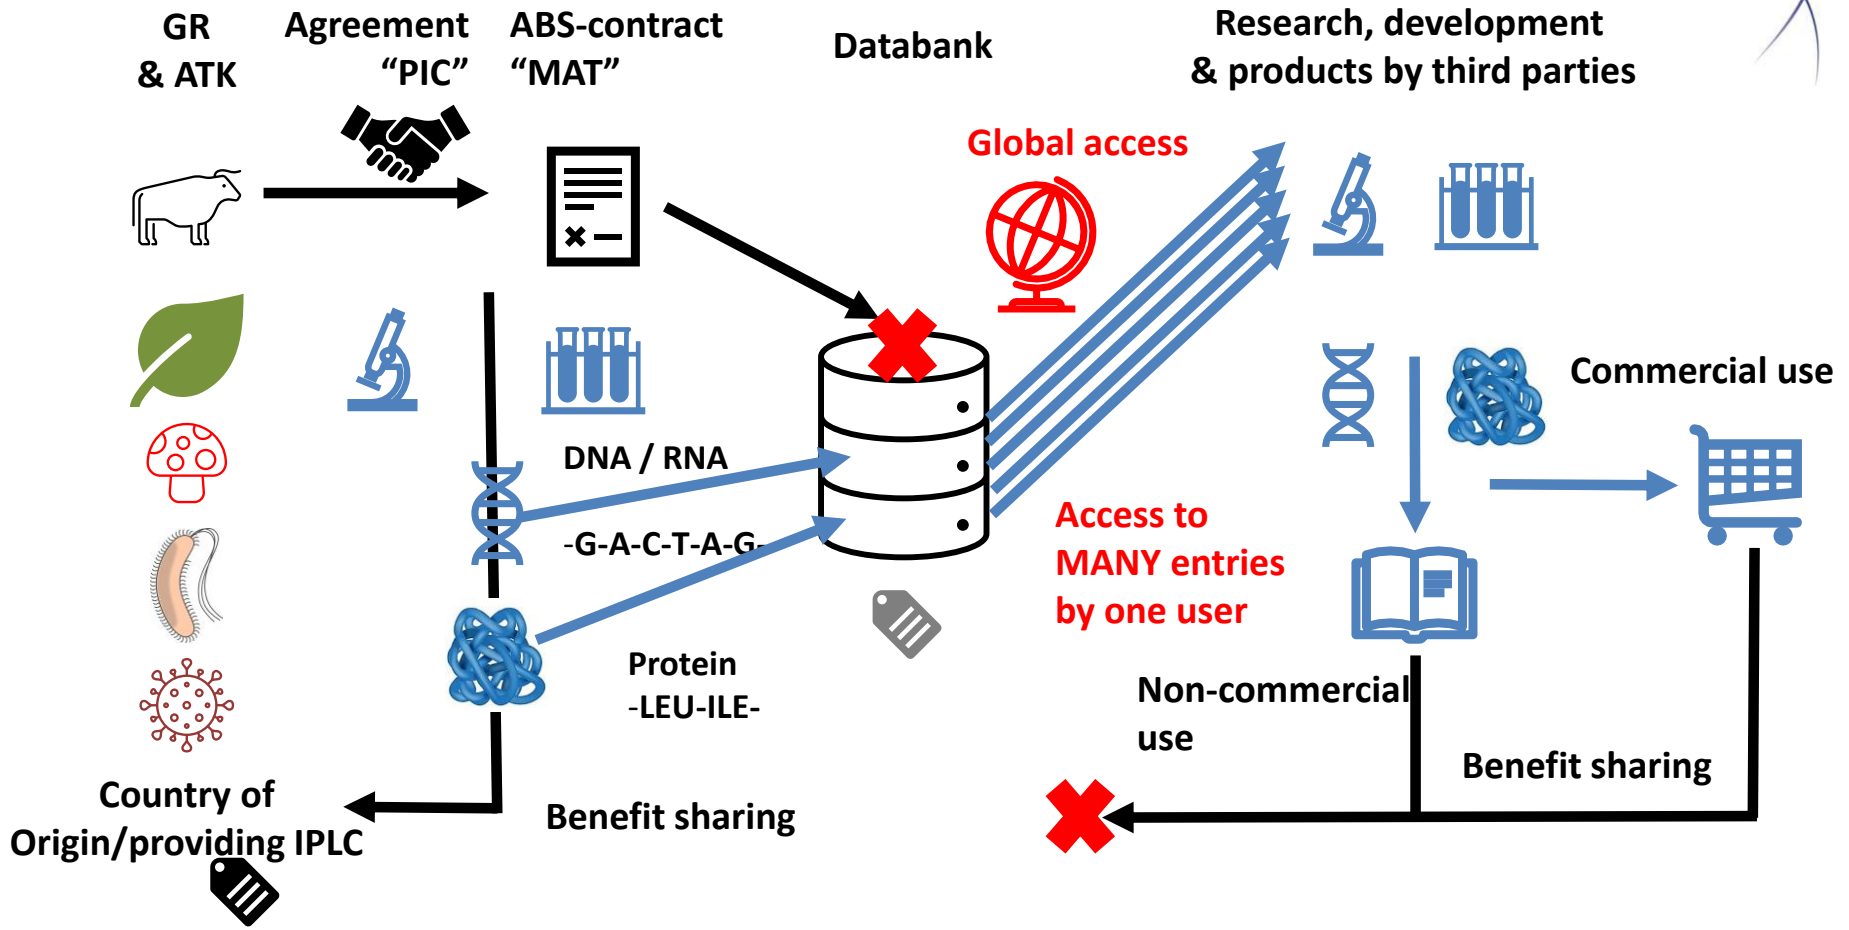 GR
& ATK
Agreement
“PIC”
ABS-contract
“MAT”
Databank
Research, development
& products by third parties
Global access
Commercial use
DNA / RNA
-G-A-C-T-A-G-
Access to
MANY entries
by one user
Protein
-LEU-ILE-
Non-commercial
use
Benefit sharing
Country of
Origin/providing IPLC
Benefit sharing